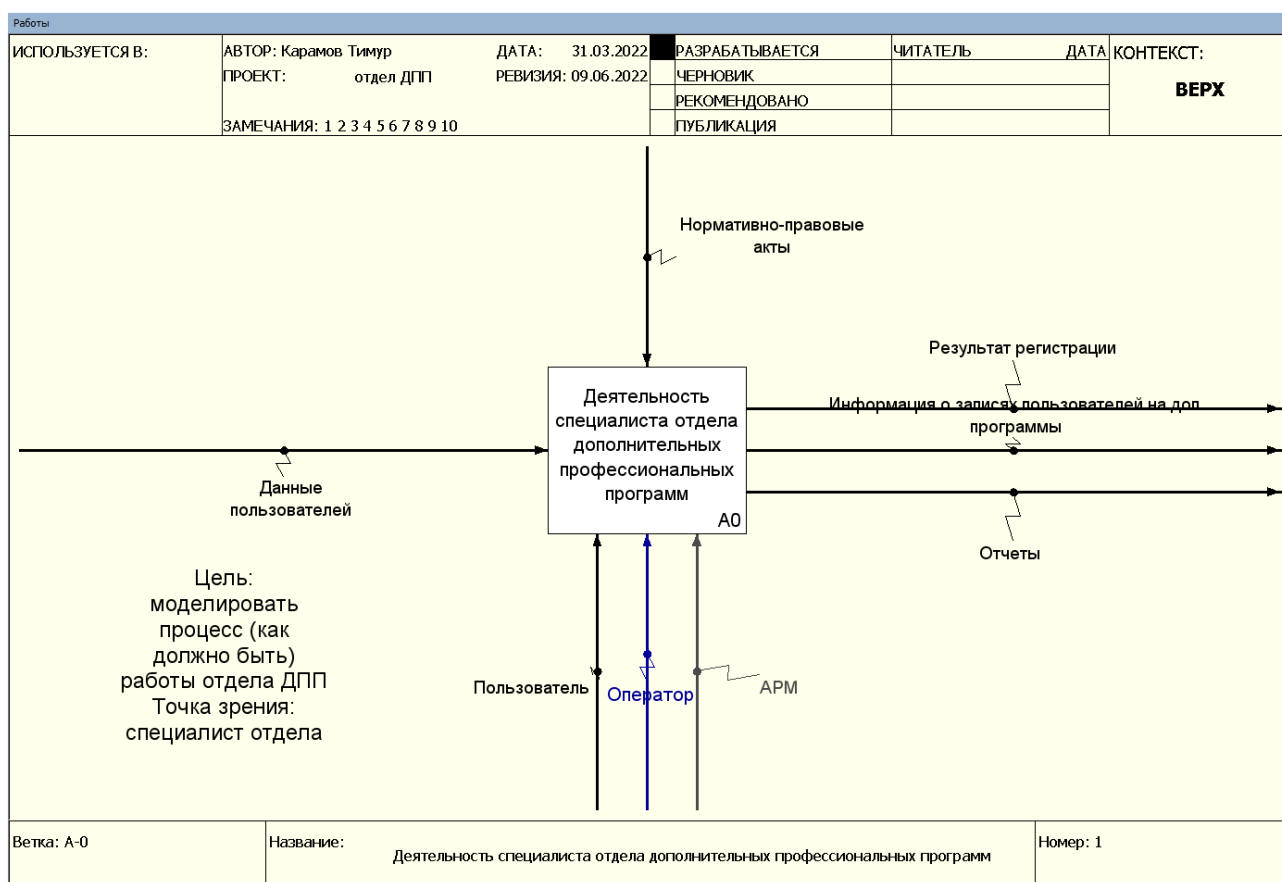 Работы
ИСПОЛЬЗУЕТСЯ В:
АВТОР: Карамов Тимур
ДАТА: 31.03.2022
ПРОЕКТ: отдел ДПП
РЕВИЗИЯ: 09.06.2022
ЗАМЕЧАНИЯ: 1 2 3 4 5 6 7 8 9 10
РАЗРАБАТЫВАЕТСЯ
ЧЕРНОВИК
РЕКОМЕНДОВАНО
ПУБЛИКАЦИЯ
ЧИТАТЕЛЬ
ДАТА
КОНТЕКСТ:
ВЕРХ
Нормативно-правовые
акты
Результат регистрации
Информация о записях пользователей на доп
программы
Деятельность
специалиста отдела
дополнительных
профессиональных
программ
A0
Данные
пользователей
Отчеты
Цель:
моделировать
процесс (как
должно быть)
работы отдела ДПП
Точка зрения:
специалист отдела
Пользователь
Оператор
АРМ
Ветка: A-0
Название:
Деятельность специалиста отдела дополнительных профессиональных программ
Номер: 1